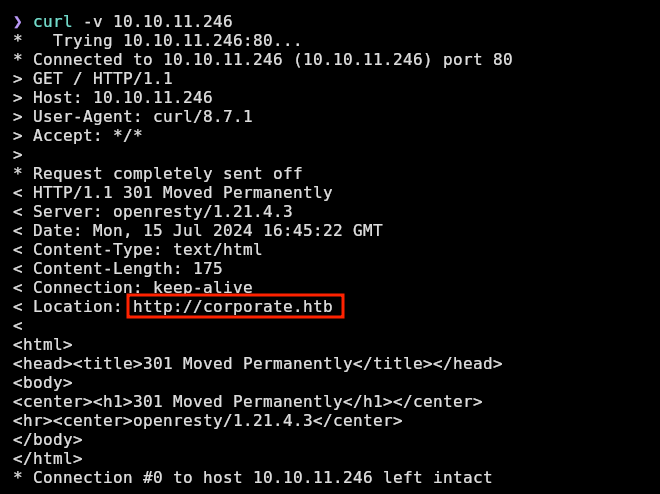 ❯ curl -v 10.10.11.246
*   Trying 10.10.11.246:80...
* Connected to 10.10.11.246 (10.10.11.246) port 80
> GET / HTTP/1.1
> Host: 10.10.11.246
> User-Agent: curl/8.7.1
> Accept: */*
>
* Request completely sent off
< HTTP/1.1 301 Moved Permanently
< Server: openresty/1.21.4.3
< Date: Mon, 15 Jul 2024 16:45:22 GMT
< Content-Type: text/html
< Content-Length: 175
< Connection: keep-alive
< Location: http://corporate.htb
<
<html>
<head><title>301 Moved Permanently</title></head>
<body>
<center><h1>301 Moved Permanently</h1></center>
<hr><center>openresty/1.21.4.3</center>
</body>
</html>
* Connection #0 to host 10.10.11.246 left intact